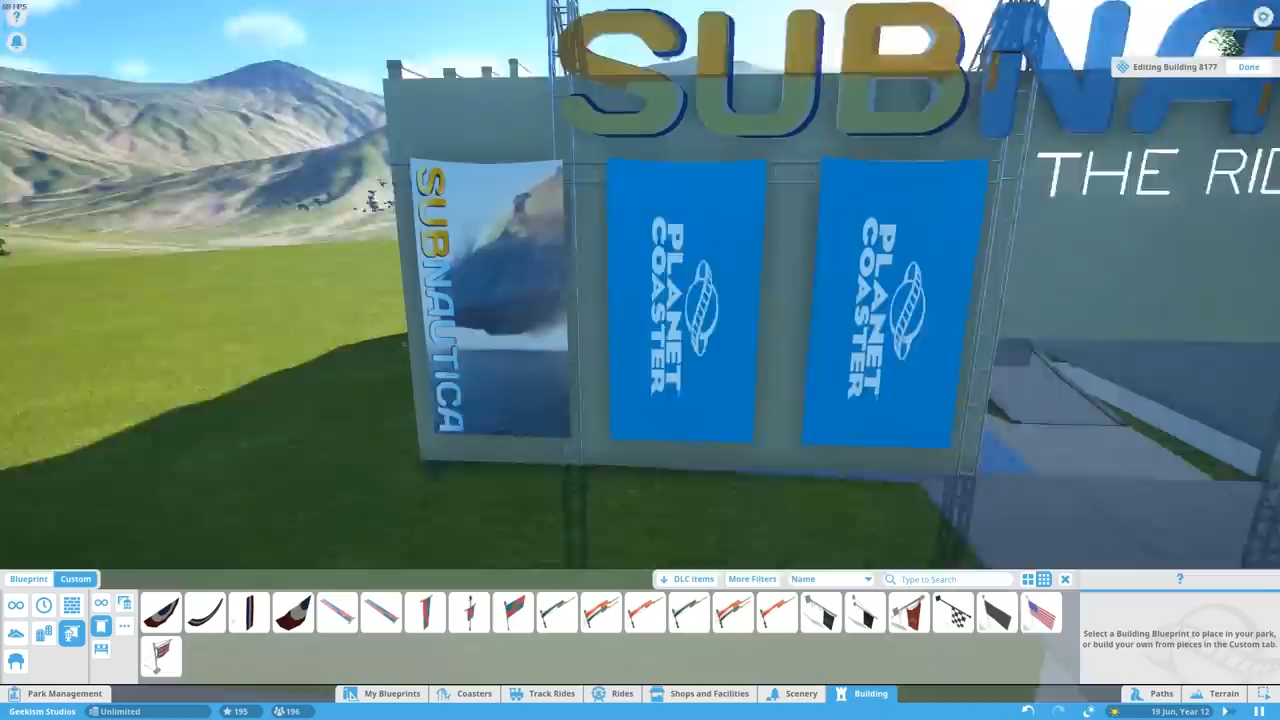 68 FPS
?
SUBNA
Editing Building 8177 Done
THE RID
SUBNAUTICA
PLANET COASTER
PLANET COASTER
Blueprint Custom
DLC Items More Filters Name Type to Search
?
Select a Building Blueprint to place in your park,
or build your own from pieces in the Custom tab.
Park Management My Blueprints Coasters Track Rides Rides Shops and Facilities Scenery Building Paths Terrain
Geekism Studios Unlimited 195 196 19 Jun, Year 12